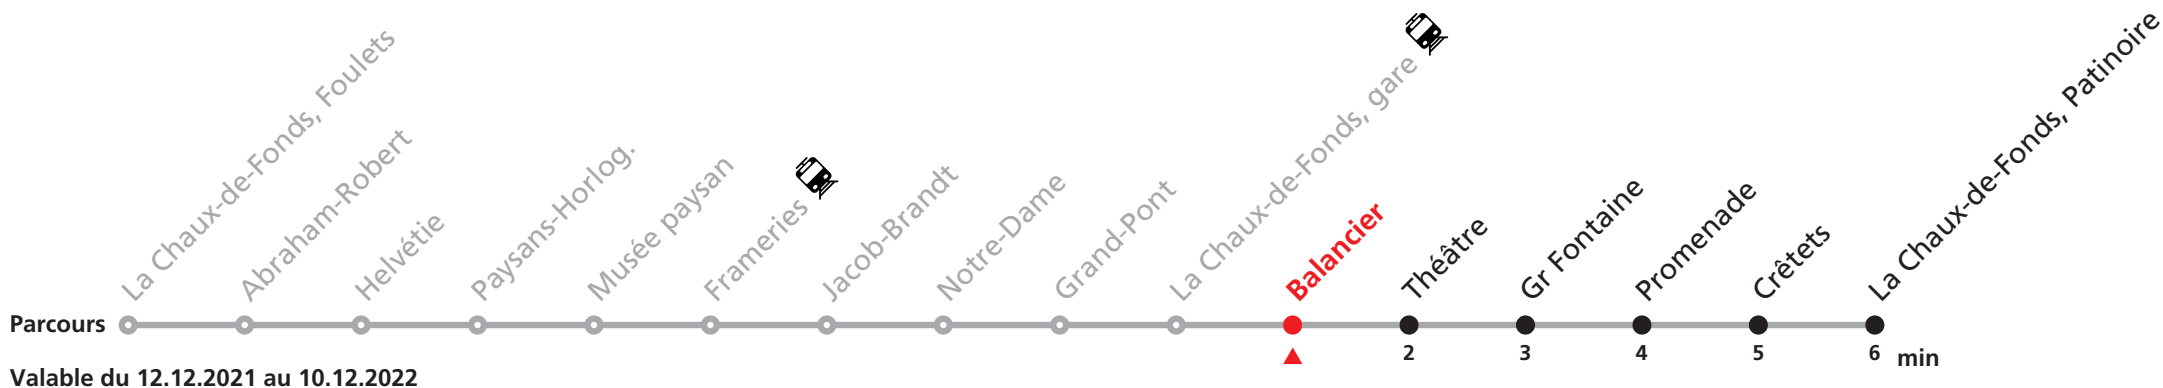 La Chaux-de-Fonds, Foulets
Abraham-Robert
Helvétie
Paysans-Horlog.
Musée paysan
Frameries
Jacob-Brandt
Notre-Dame
Grand-Pont
La Chaux-de-Fonds, gare
Balancier
Théâtre
Gr Fontaine
Promenade
Crêtets
La Chaux-de-Fonds, Patinoire
Parcours
2 3 4 5 6 min
Valable du 12.12.2021 au 10.12.2022